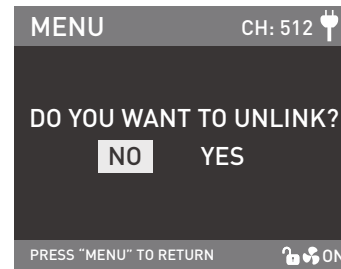 MENU CH: 512
DO YOU WANT TO UNLINK?
NO YES
PRESS “MENU” TO RETURN ON